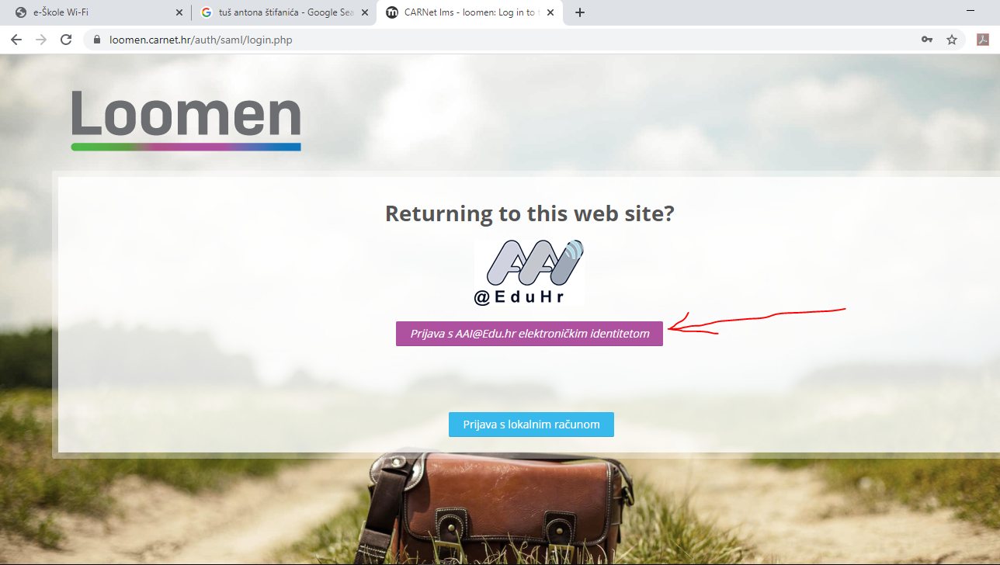 e-Škole Wi-Fi
tuš antona štifanića - Google Sea
CARNet lms - loomen: Log in to t
loomen.carnet.hr/auth/saml/login.php
Loomen
Returning to this web site?
AAI
@EduHr
Prijava s AAI@Edu.hr elektroničkim identitetom
Prijava s lokalnim računom